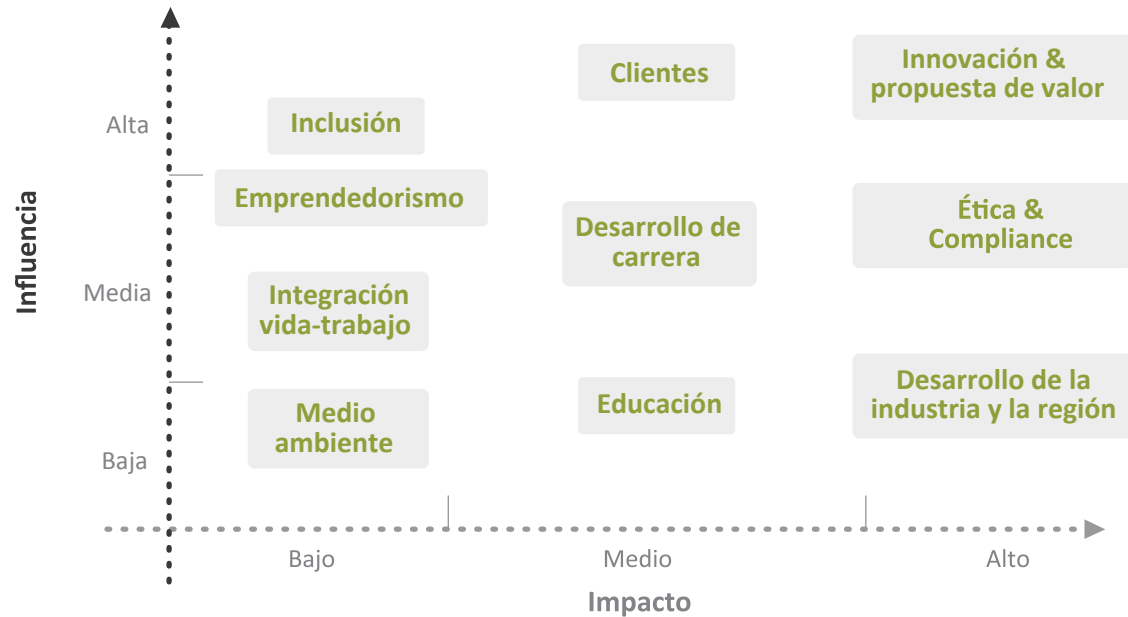 Influencia
Alta
Media
Baja
Inclusión
Emprendedorismo
Integración
vida-trabajo
Medio
ambiente
Clientes
Desarrollo de
carrera
Educación
Innovación &
propuesta de valor
Ética &
Compliance
Desarrollo de la
industria y la región
Bajo
Medio
Alto
Impacto